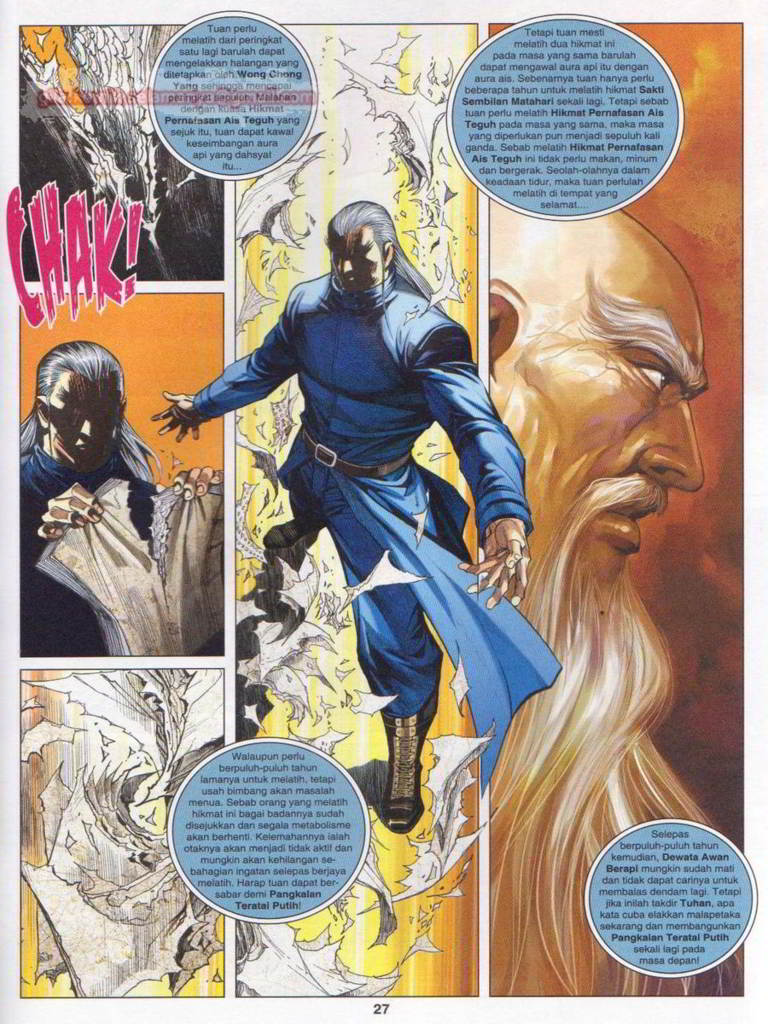 Tuan perlu
melatih dari peringkat
satu lagi barulah dapat
mengelakkan halangan yang
ditetapkan oleh Wong Chong
Yang sehingga mencapai
peringkat sepuluh. Malahan
dengan kuasa Hikmat
Pernafasan Ais Teguh yang
sejuk itu, tuan dapat kawal
keseimbangan aura
api yang dahsyat
itu...
Tetapi tuan mesti
melatih dua hikmat ini
pada masa yang sama barulah
dapat mengawal aura api itu dengan
aura ais. Sebenarnya tuan hanya perlu
beberapa tahun untuk melatih hikmat Sakti
Sembilan Matahari sekali lagi. Tetapi sebab
tuan perlu melatih Hikmat Pernafasan Ais
Teguh pada masa yang sama, maka masa
yang diperlukan pun menjadi sepuluh kali
ganda. Sebab melatih Hikmat Pernafasan
Ais Teguh ini tidak perlu makan, minum
dan bergerak. Seolah-olahnya dalam
keadaan tidur, maka tuan perlulah
melatih di tempat yang
selamat....
CHAK!
Walaupun perlu
berpuluh-puluh tahun
lamanya untuk melatih, tetapi
usah bimbang akan masalah
menua. Sebab orang yang melatih
hikmat ini bagai badannya sudah
disejukkan dan segala metabolisme
akan berhenti. Kelemahannya ialah
otaknya akan menjadi tidak aktif dan
mungkin akan kehilangan se-
bahagian ingatan selepas berjaya
melatih. Harap tuan dapat ber-
sabar demi Pangkalan
Teratai Putih!
Selepas
berpuluh-puluh tahun
kemudian, Dewata Awan
Berapi mungkin sudah mati
dan tidak dapat carinya untuk
membalas dendam lagi. Tetapi
jika inilah takdir Tuhan, apa
kata cuba elakkan malapetaka
sekarang dan membangunkan
Pangkalan Teratai Putih
sekali lagi pada
masa depan!
27